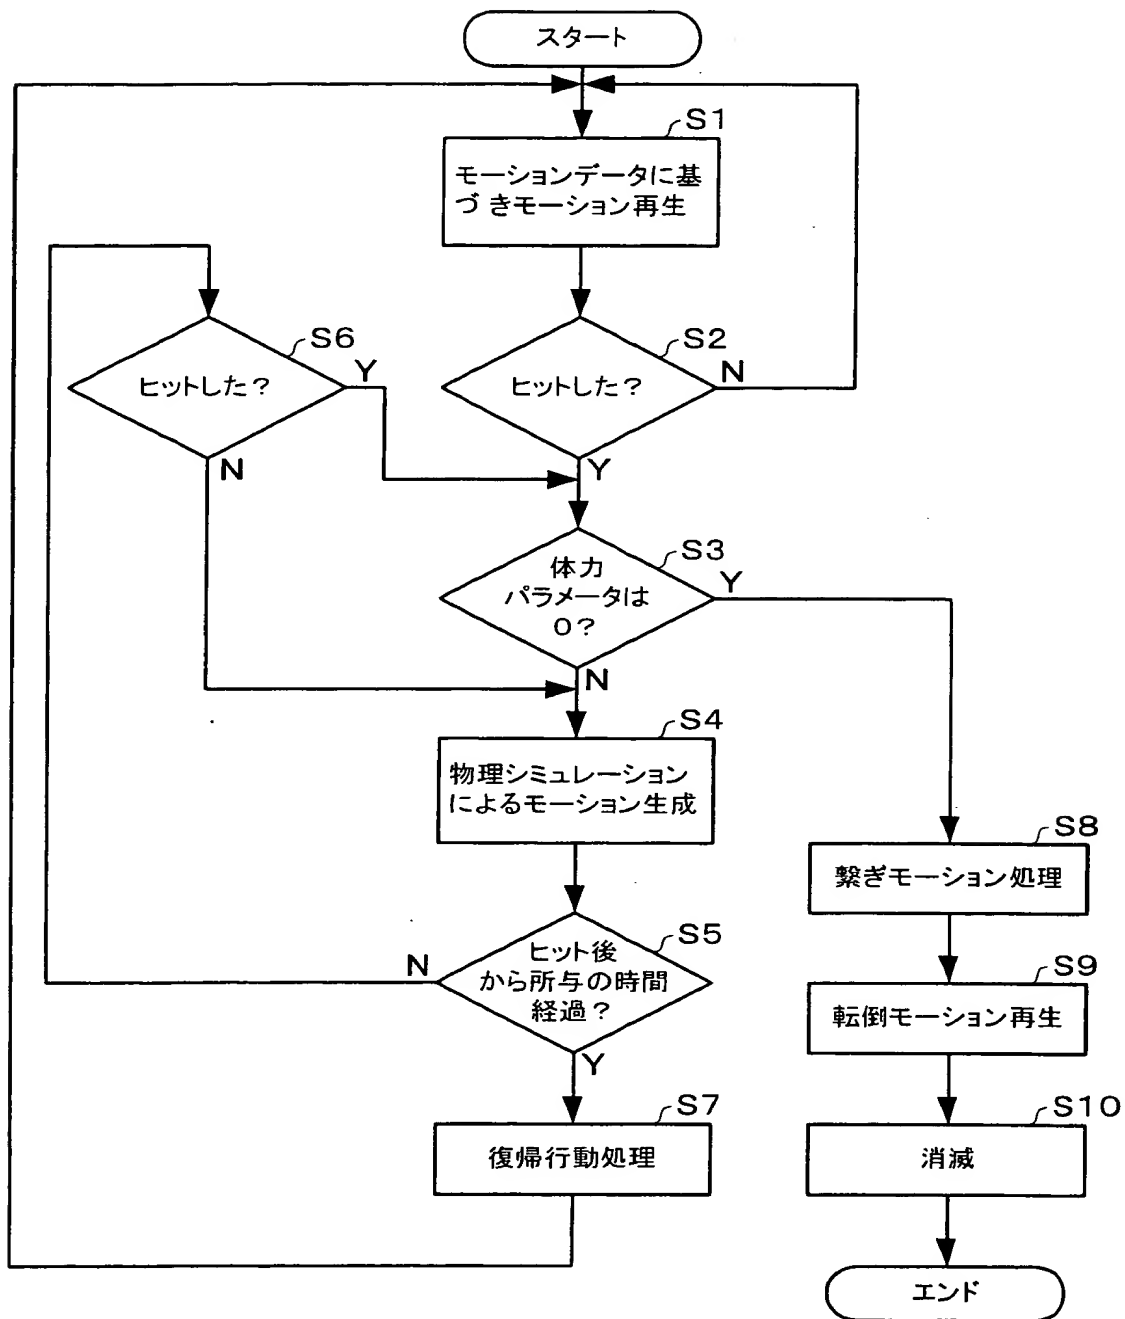 スタート
S1
モーションデータに基
づきモーション再生
S6
ヒットした?
Y
N
S2
ヒットした?
N
Y
S3
体力
パラメータは
0?
Y
N
S4
物理シミュレーション
によるモーション生成
S5
ヒット後
から所与の時間
経過?
N
Y
S7
復帰行動処理
S8
繋ぎモーション処理
S9
転倒モーション再生
S10
消滅
エンド